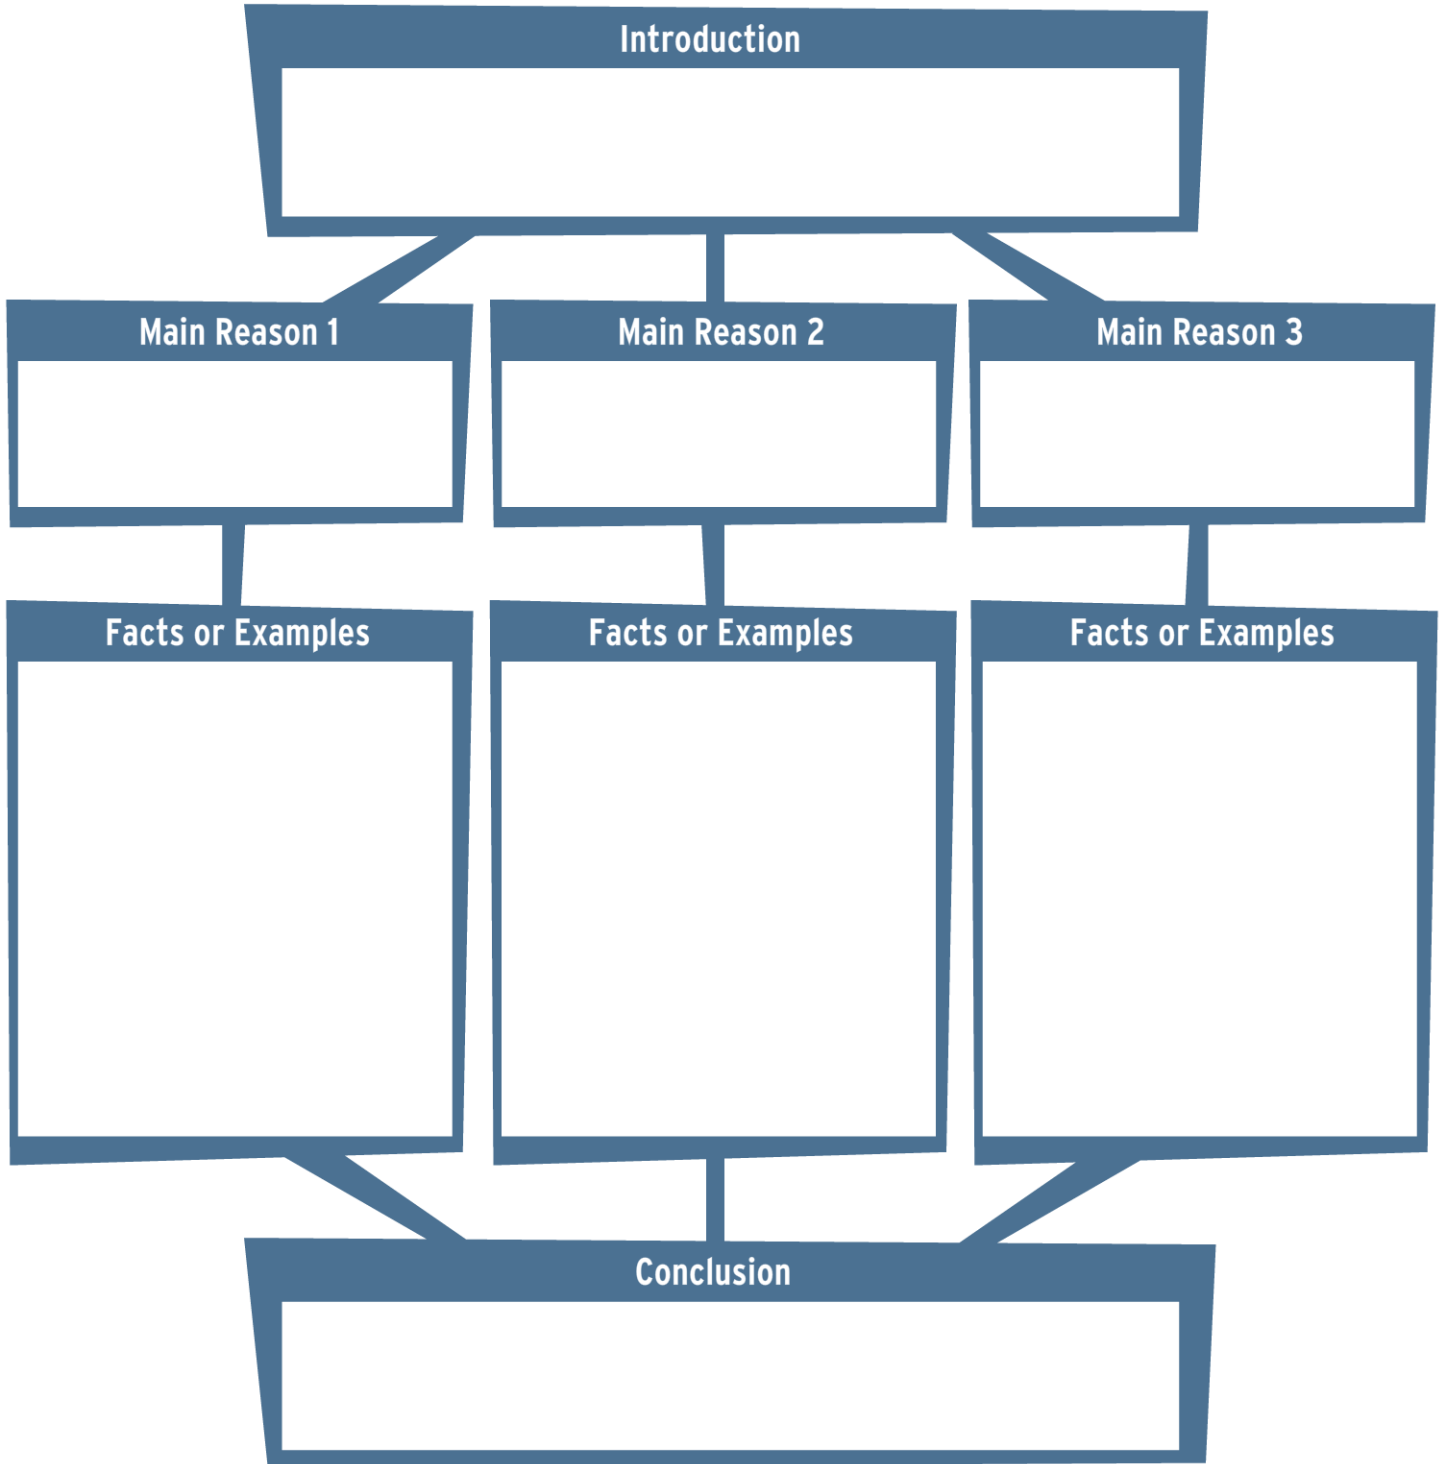 Introduction
Main Reason 1
Main Reason 2
Main Reason 3
Facts or Examples
Facts or Examples
Facts or Examples
Conclusion